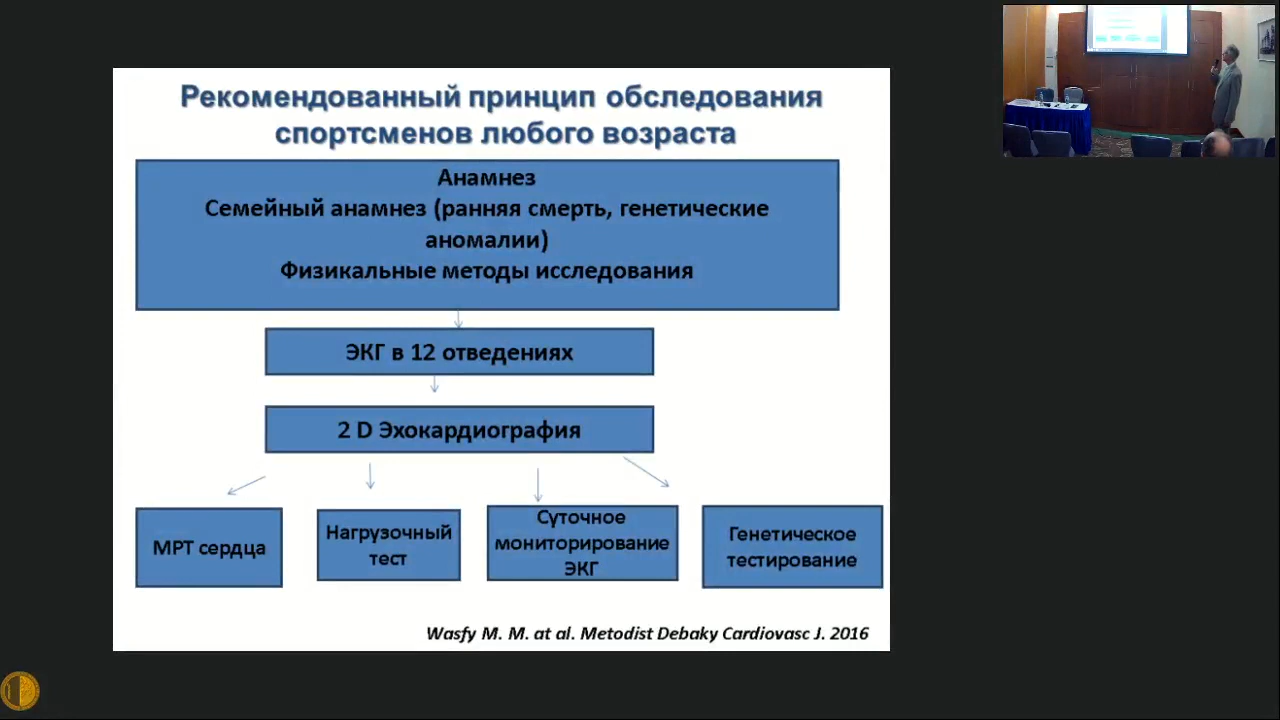 Рекомендованный принцип обследования
спортсменов любого возраста
Анамнез
Семейный анамнез (ранняя смерть, генетические
аномалии)
Физикальные методы исследования
ЭКГ в 12 отведениях
2 D Эхокардиография
МРТ сердца
Нагрузочный
тест
Суточное
мониторирование
ЭКГ
Генетическое
тестирование
Wasfy M. M. at al. Metodist Debaky Cardiovasc J. 2016